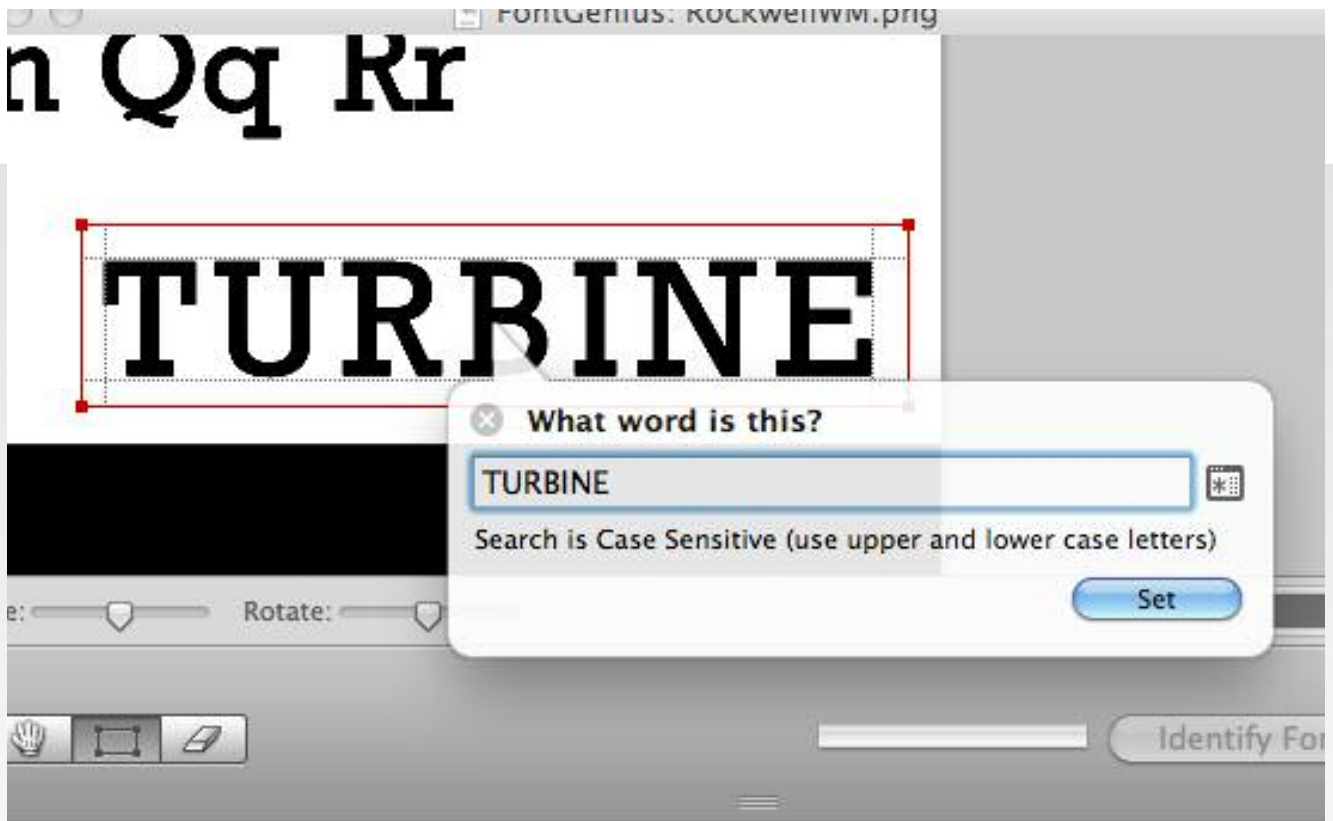 FontGenius: RockwellWM.png
n Qq Rr
TURBINE
What word is this?
TURBINE
Search is Case Sensitive (use upper and lower case letters)
Set
e: Rotate:
Identify For